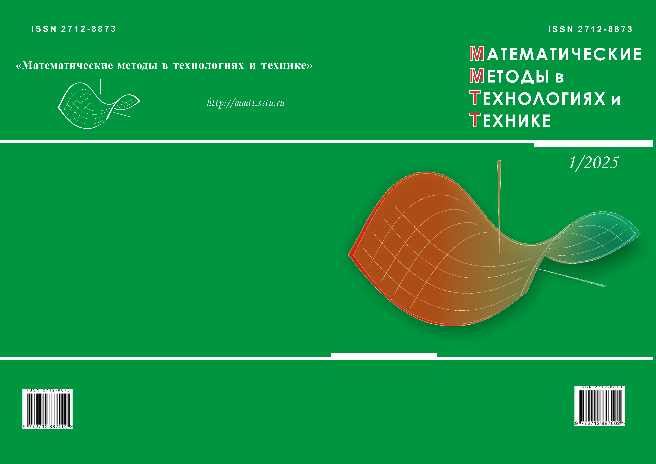 ISSN 2712-8873
«Математические методы в технологиях и технике»
ISSN 2712-8873
МАТЕМАТИЧЕСКИЕ
МЕТОДЫ в
ТЕХНОЛОГИЯХ и
ТЕХНИКЕ
1/2025